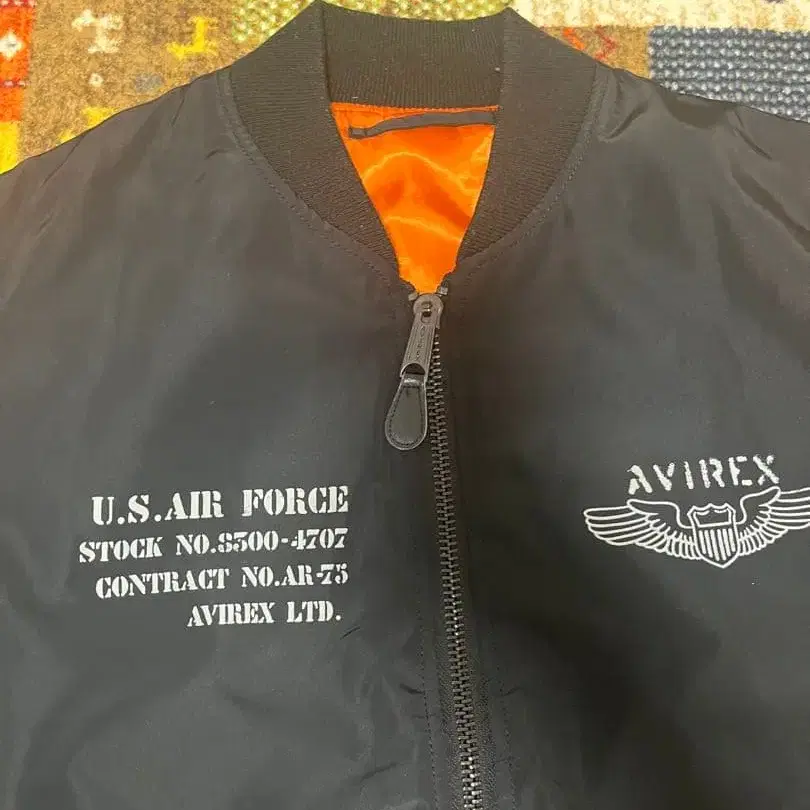 U.S.AIR FORCE
STOCK NO.8300-4707
CONTRACT NO.AR-75
AVIREX LTD.
AVIREX